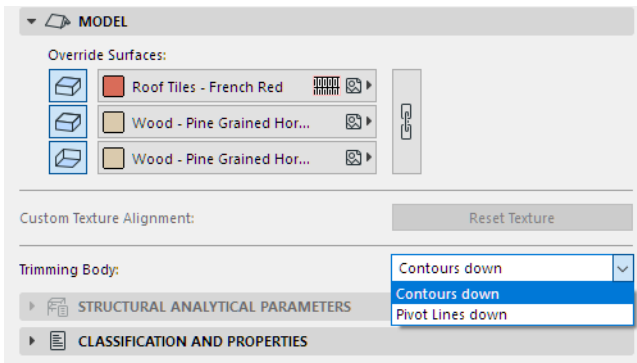 MODEL
Override Surfaces:
Roof Tiles - French Red
Wood - Pine Grained Hor...
Wood - Pine Grained Hor...
Custom Texture Alignment:
Reset Texture
Trimming Body:
Contours down
Contours down
Pivot Lines down
STRUCTURAL ANALYTICAL PARAMETERS
CLASSIFICATION AND PROPERTIES